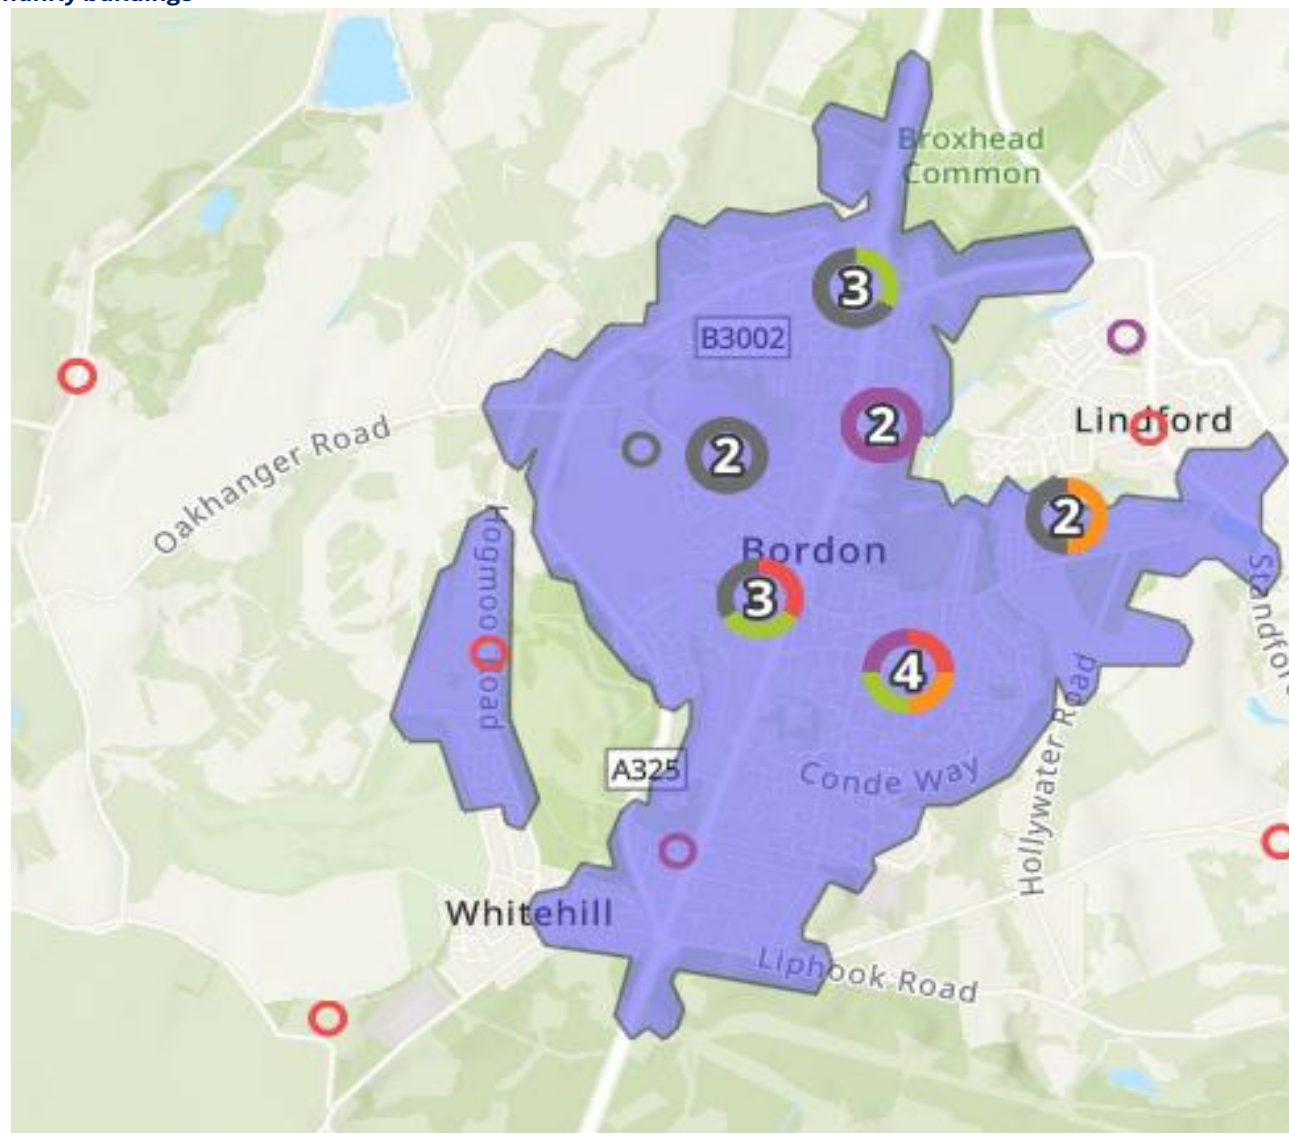 buildings
Broxhead
Common
3
B3002
Lindford
2
2
Oakhanger Road
2
Bordon
3
4
Hogmoor Road
A325
Conde Way
Hollywater Road
Whitehill
Liphook Road